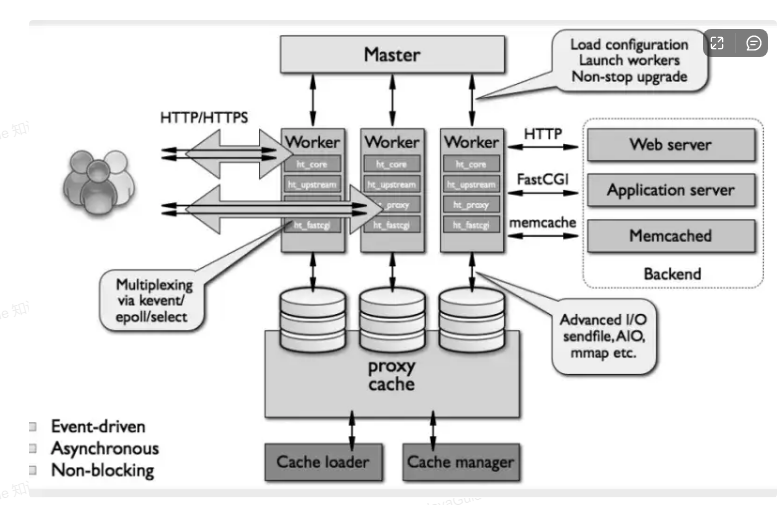 Master
Load configuration
Launch workers
Non-stop upgrade
HTTP/HTTPS
Worker
ht_core
ht_upstream
ht_fastcgi
Worker
ht_core
ht_upstream
_proxy
ht_fastcgi
Worker
ht_core
ht_upstream
ht_proxy
ht_fastcgi
HTTP
FastCGI
memcache
Web server
Application server
Memcached
Backend
Multiplexing
via kevent/
epoll/select
Advanced I/O
sendfile, AIO,
mmap etc.
proxy
cache
Event-driven
Asynchronous
Non-blocking
Cache loader
Cache manager